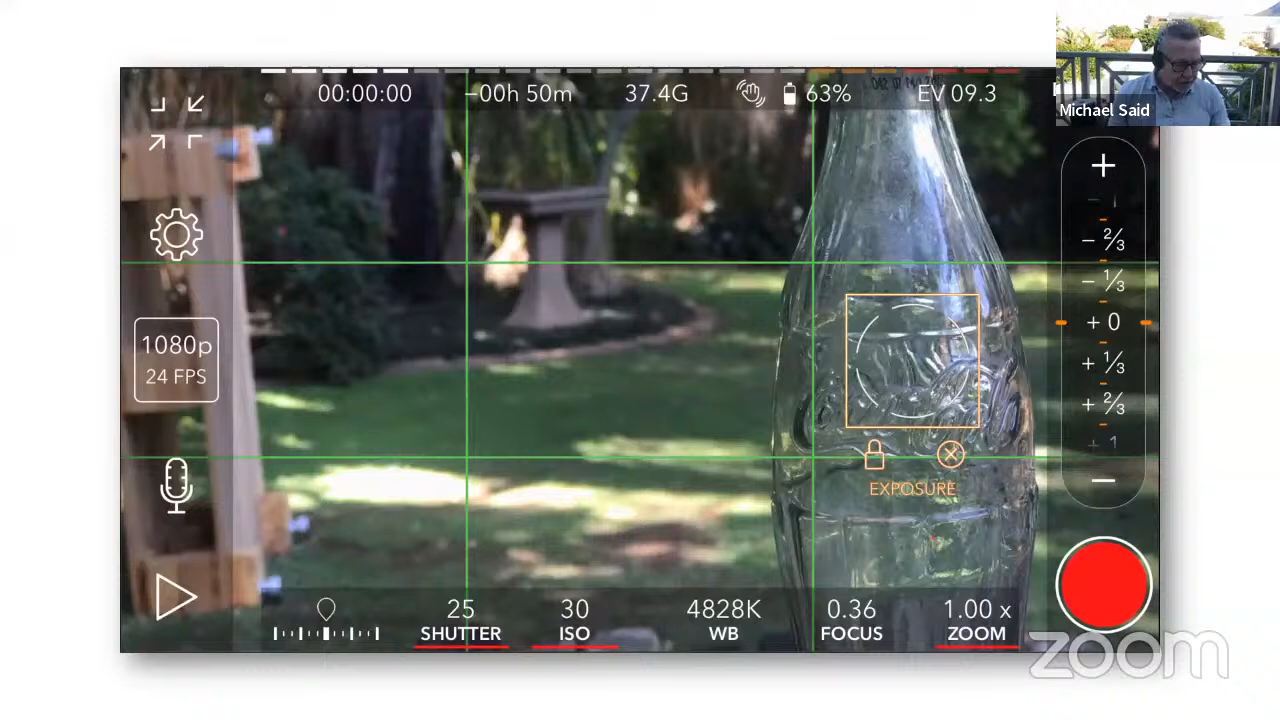 00:00:00 −00h 50m 37.4G 63% EV 09.3
Michael Said
− 1
− 2/3
− 1/3
1080p
24 FPS
+ 0
+ 1/3
+ 2/3
+ 1
EXPOSURE
25 30 4828K 0.36 1.00 x
SHUTTER ISO WB FOCUS ZOOM
zoom